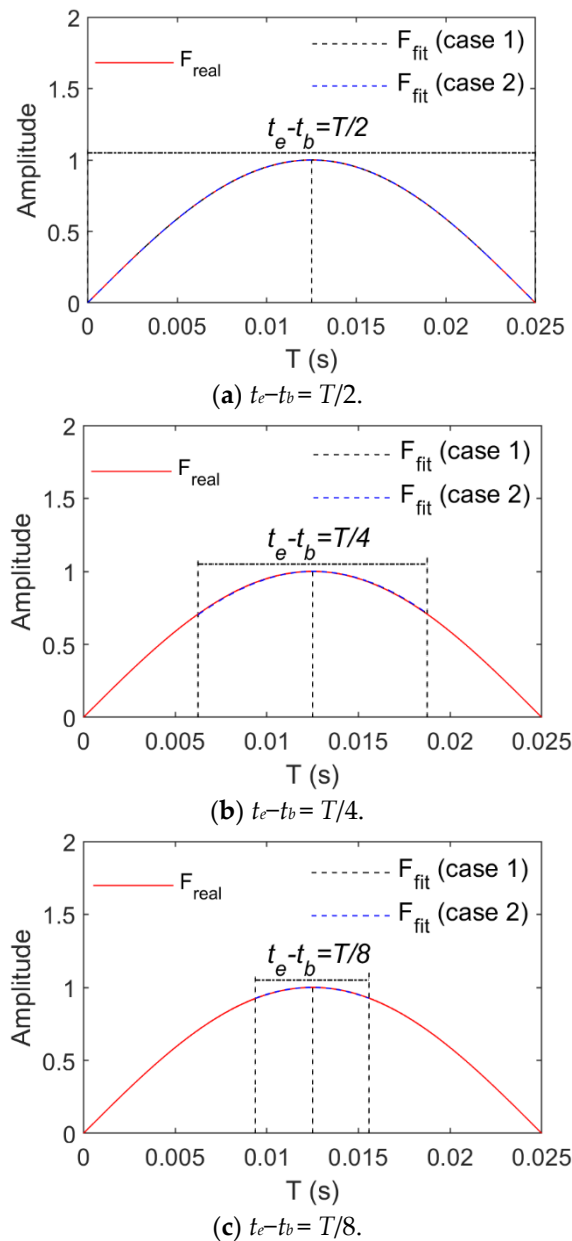 2
F_fit (case 1)
F_real
1.5
F_fit (case 2)
t_e-t_b=T/2
1
Amplitude
0.5
0
0 0.005 0.01 0.015 0.02 0.025
T (s)
(a) t_e−t_b = T/2.
2
F_fit (case 1)
F_real
1.5
F_fit (case 2)
t_e-t_b=T/4
1
Amplitude
0.5
0
0 0.005 0.01 0.015 0.02 0.025
T (s)
(b) t_e−t_b = T/4.
2
F_fit (case 1)
F_real
1.5
F_fit (case 2)
t_e-t_b=T/8
1
Amplitude
0.5
0
0 0.005 0.01 0.015 0.02 0.025
T (s)
(c) t_e−t_b = T/8.